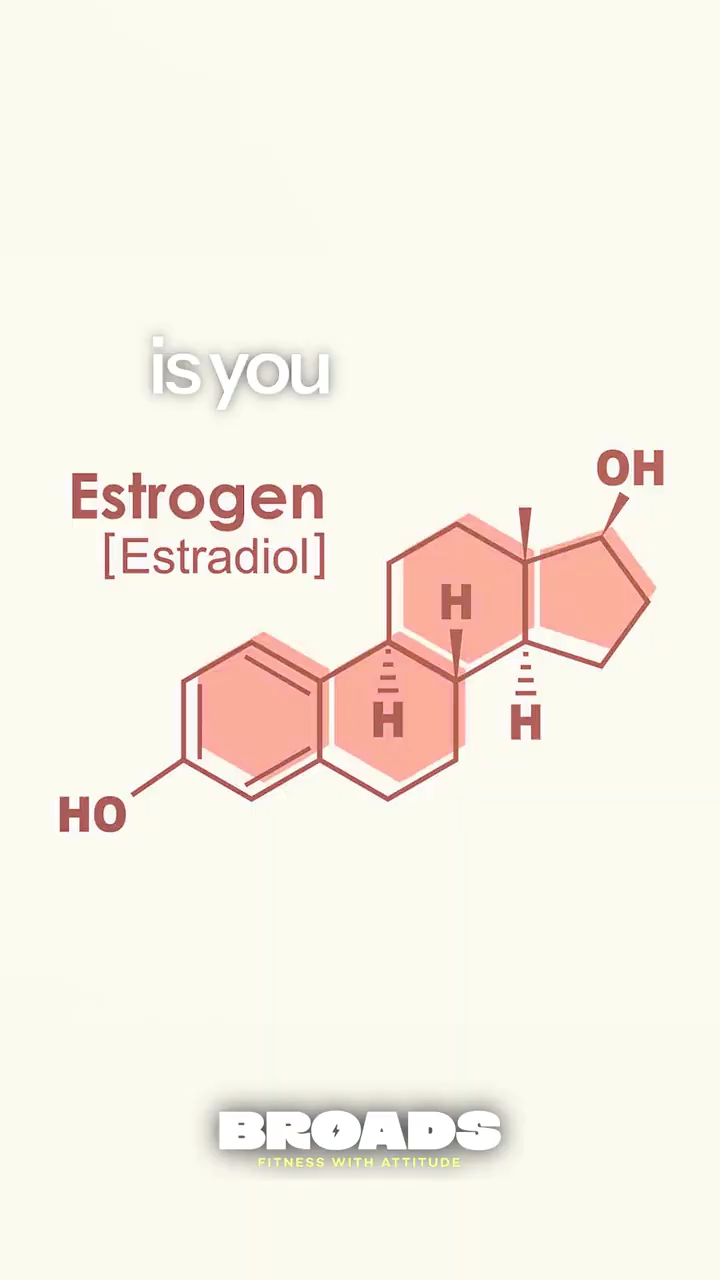 is you
Estrogen
[Estradiol]
OH
H
H
H
HO
BROADS
FITNESS WITH ATTITUDE